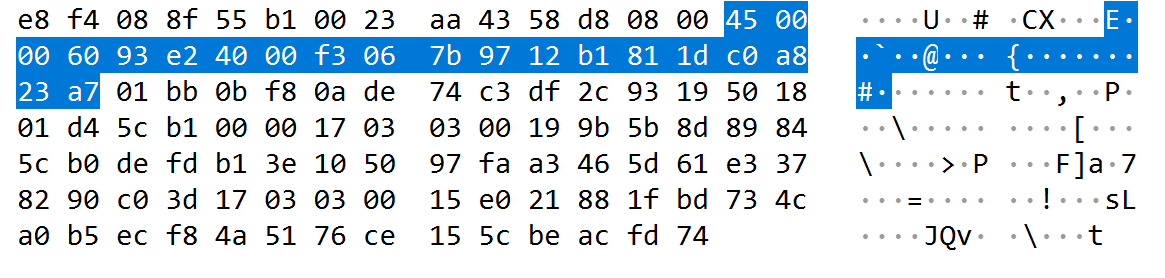 e8 f4 08 8f 55 b1 00 23 aa 43 58 d8 08 00 45 00 ····U··# ·CX···E·
00 60 93 e2 40 00 f3 06 7b 97 12 b1 81 1d c0 a8 ·`··@··· {·······
23 a7 01 bb 0b f8 0a de 74 c3 df 2c 93 19 50 18 #······· t··,··P·
01 d4 5c b1 00 00 17 03 03 00 19 9b 5b 8d 89 84 ··\····· ····[···
5c b0 de fd b1 3e 10 50 97 fa a3 46 5d 61 e3 37 \····>·P ···F]a·7
82 90 c0 3d 17 03 03 00 15 e0 21 88 1f bd 73 4c ···=···· ··!···sL
a0 b5 ec f8 4a 51 76 ce 15 5c be ac fd 74 ····JQv· ·\···t